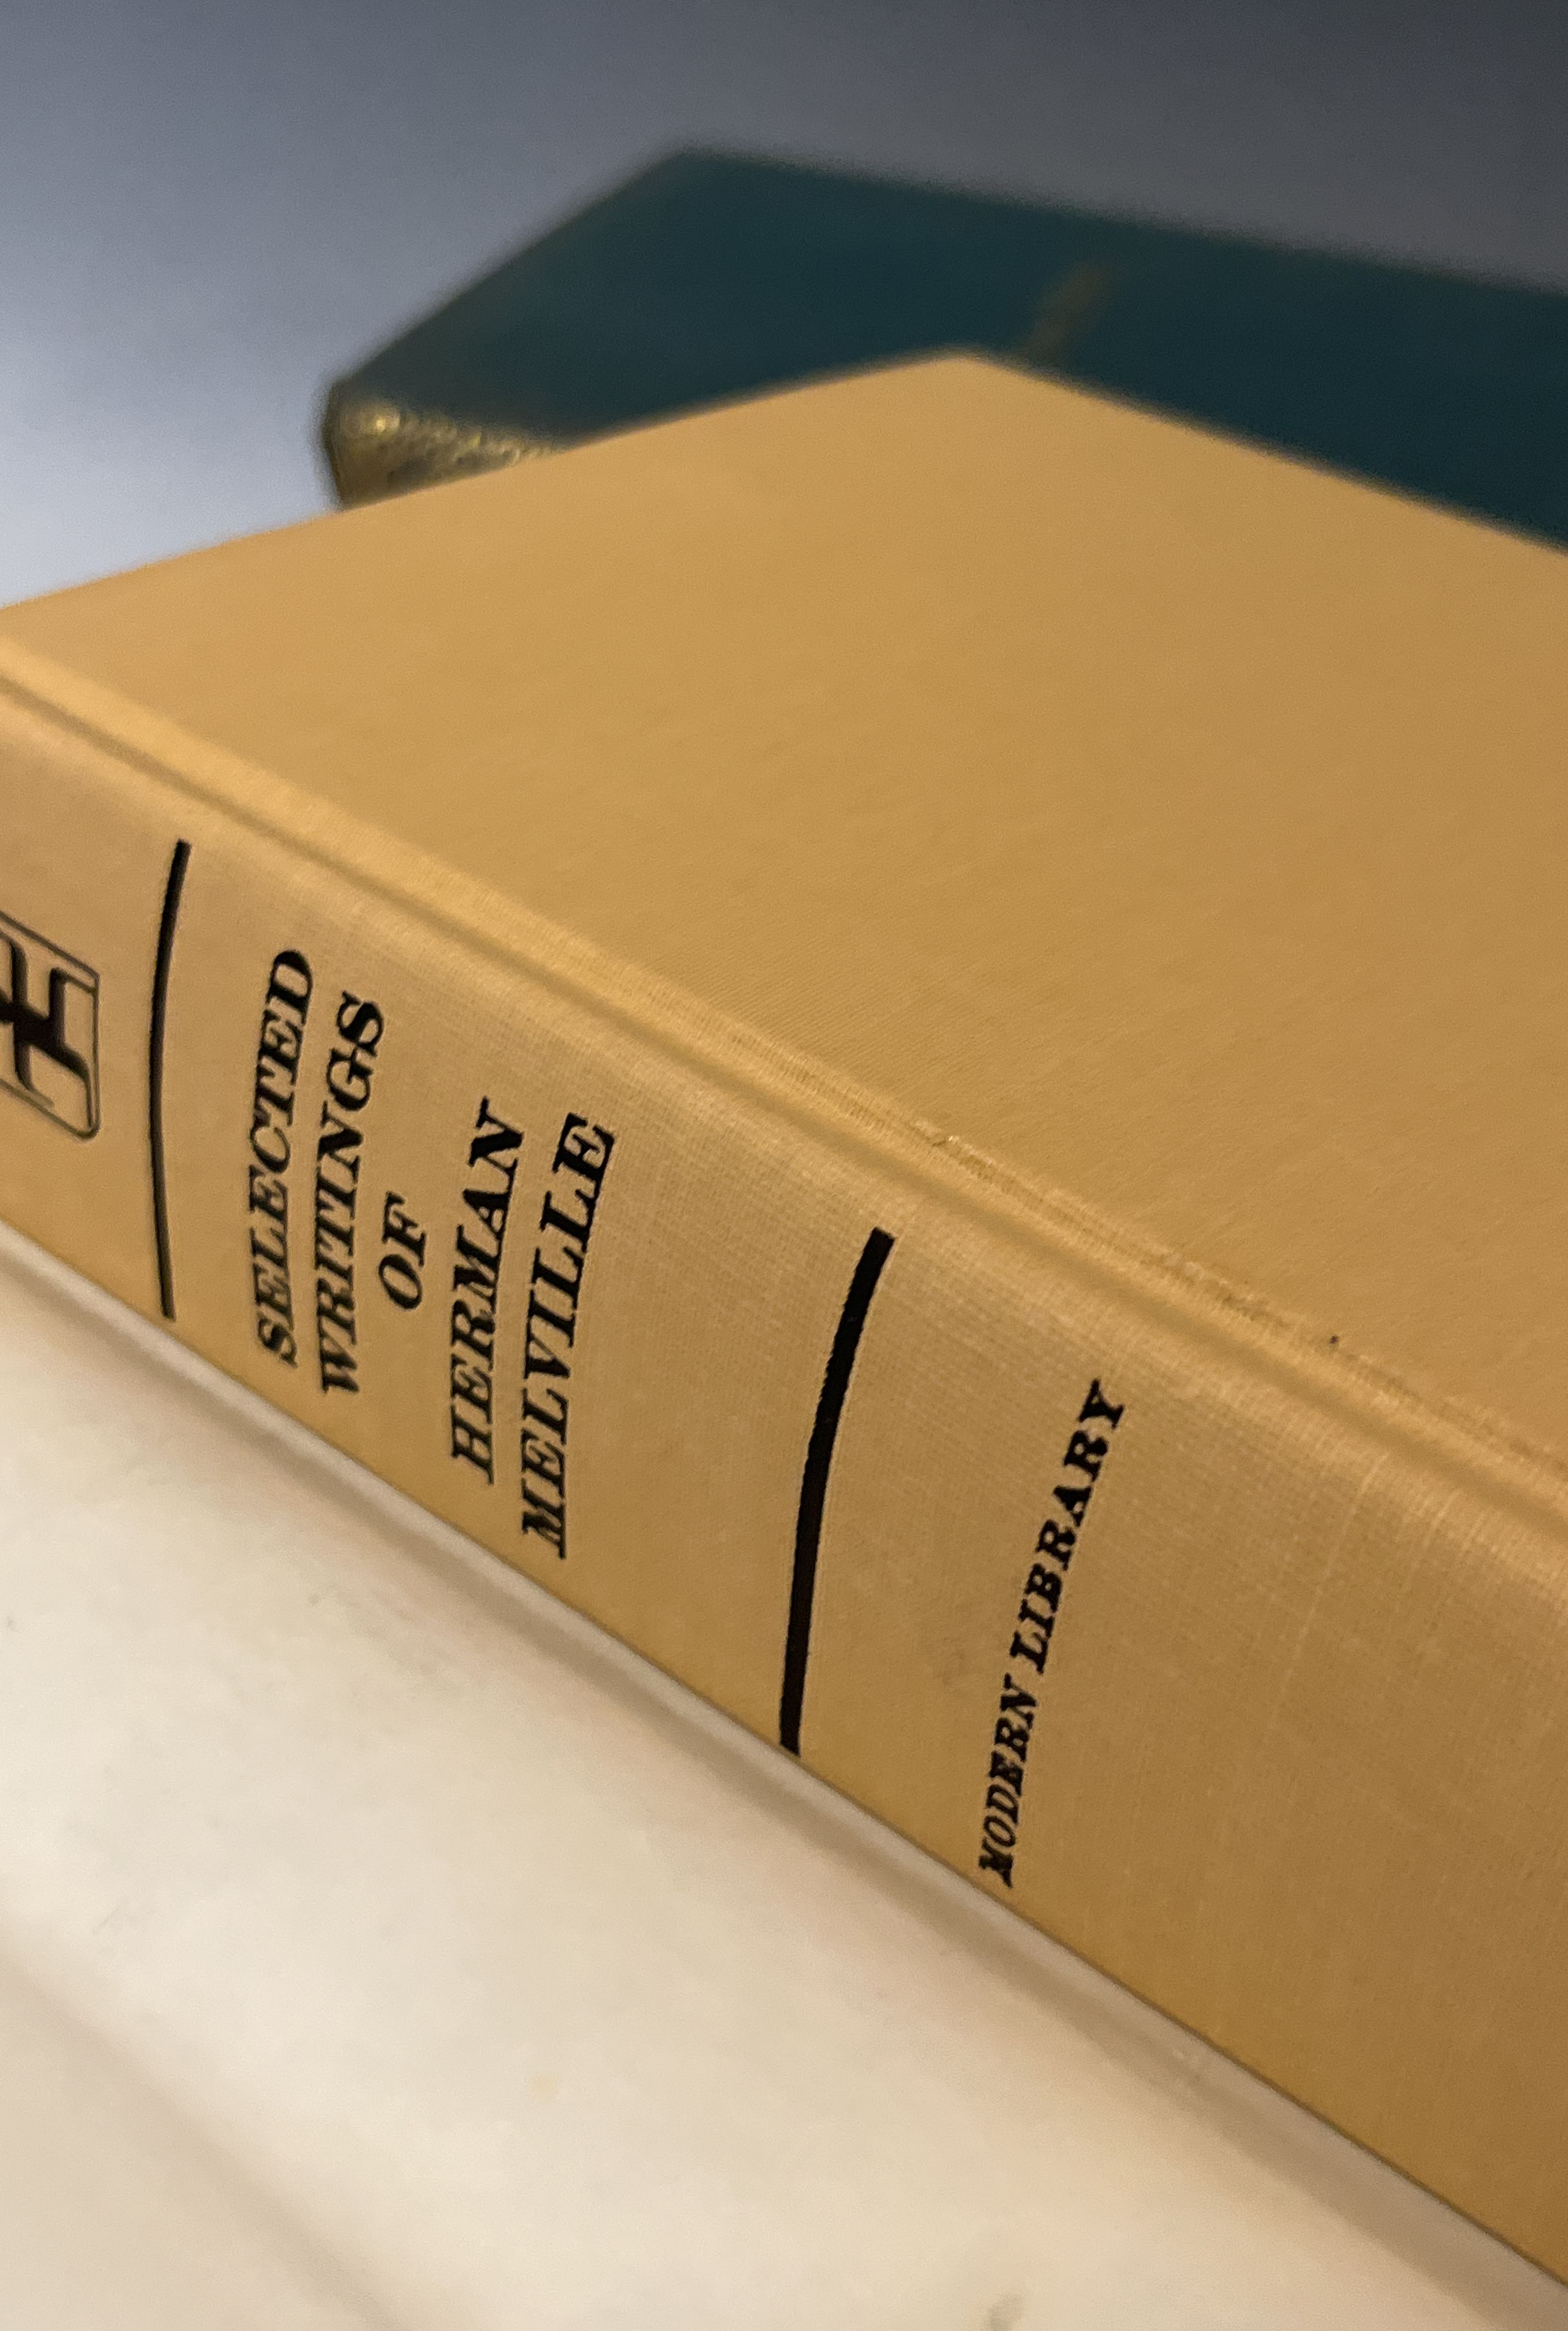 SELECTED
WRITINGS
OF
HERMAN
MELVILLE
MODERN LIBRARY